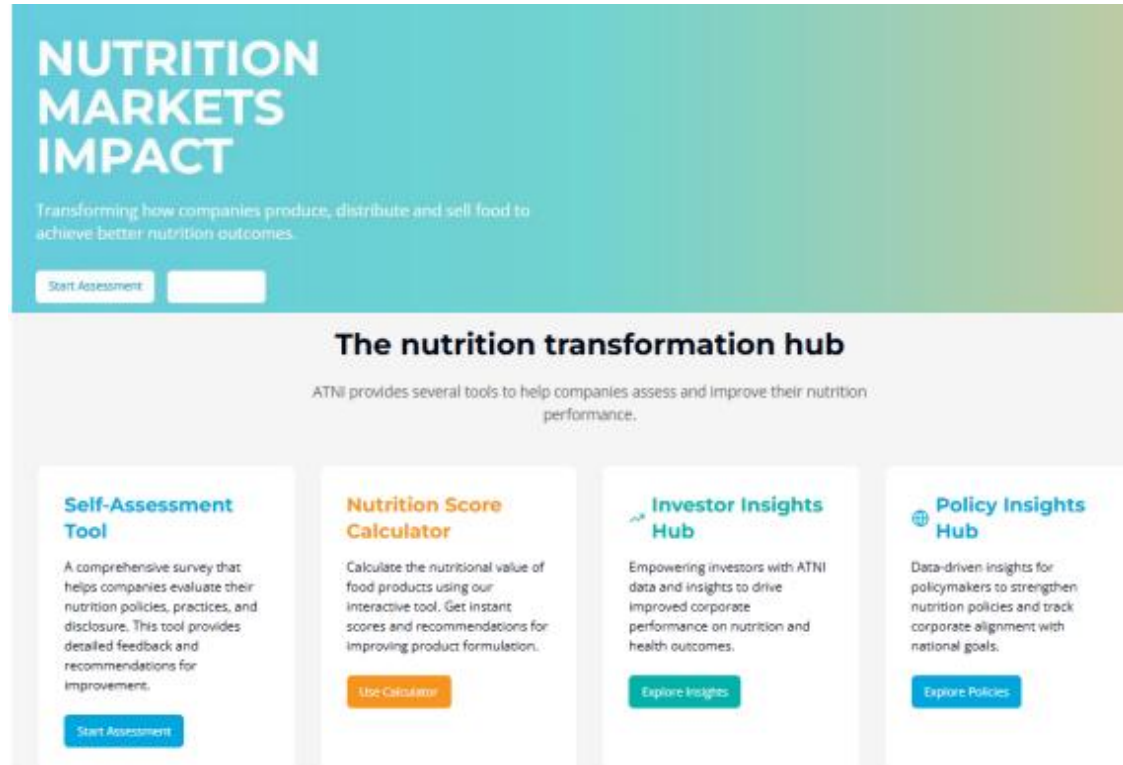 NUTRITION
MARKETS
IMPACT
Transforming how companies produce, distribute and sell food to
achieve better nutrition outcomes.
Start Assessment
The nutrition transformation hub
ATNI provides several tools to help companies assess and improve their nutrition
performance.
Self-Assessment
Tool
A comprehensive survey that
helps companies evaluate their
nutrition policies, practices, and
disclosure. This tool provides
detailed feedback and
recommendations for
improvement.
Start Assessment
Nutrition Score
Calculator
Calculate the nutritional value of
food products using our
interactive tool. Get instant
scores and recommendations for
improving product formulation.
Use Calculator
Investor Insights
Hub
Empowering investors with ATNI
data and insights to drive
improved corporate
performance on nutrition and
health outcomes.
Explore Insights
Policy Insights
Hub
Data-driven insights for
policymakers to strengthen
nutrition policies and track
corporate alignment with
national goals.
Explore Policies